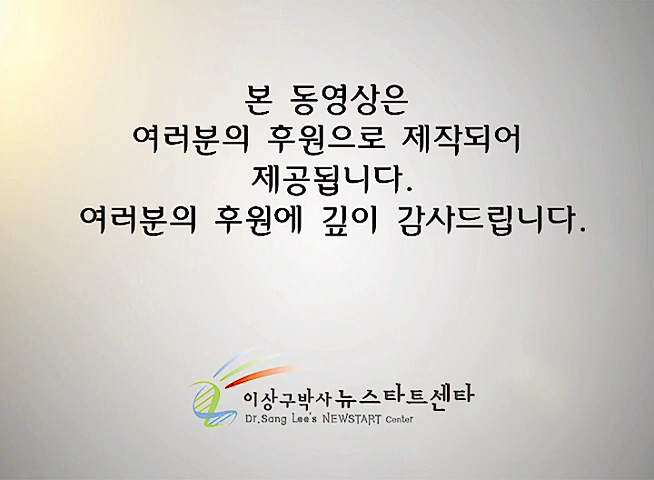 본 동영상은
여러분의 후원으로 제작되어
제공됩니다.
여러분의 후원에 깊이 감사드립니다.
이상구박사 뉴스타트센타
Dr.Sang Lee's NEWSTART Center